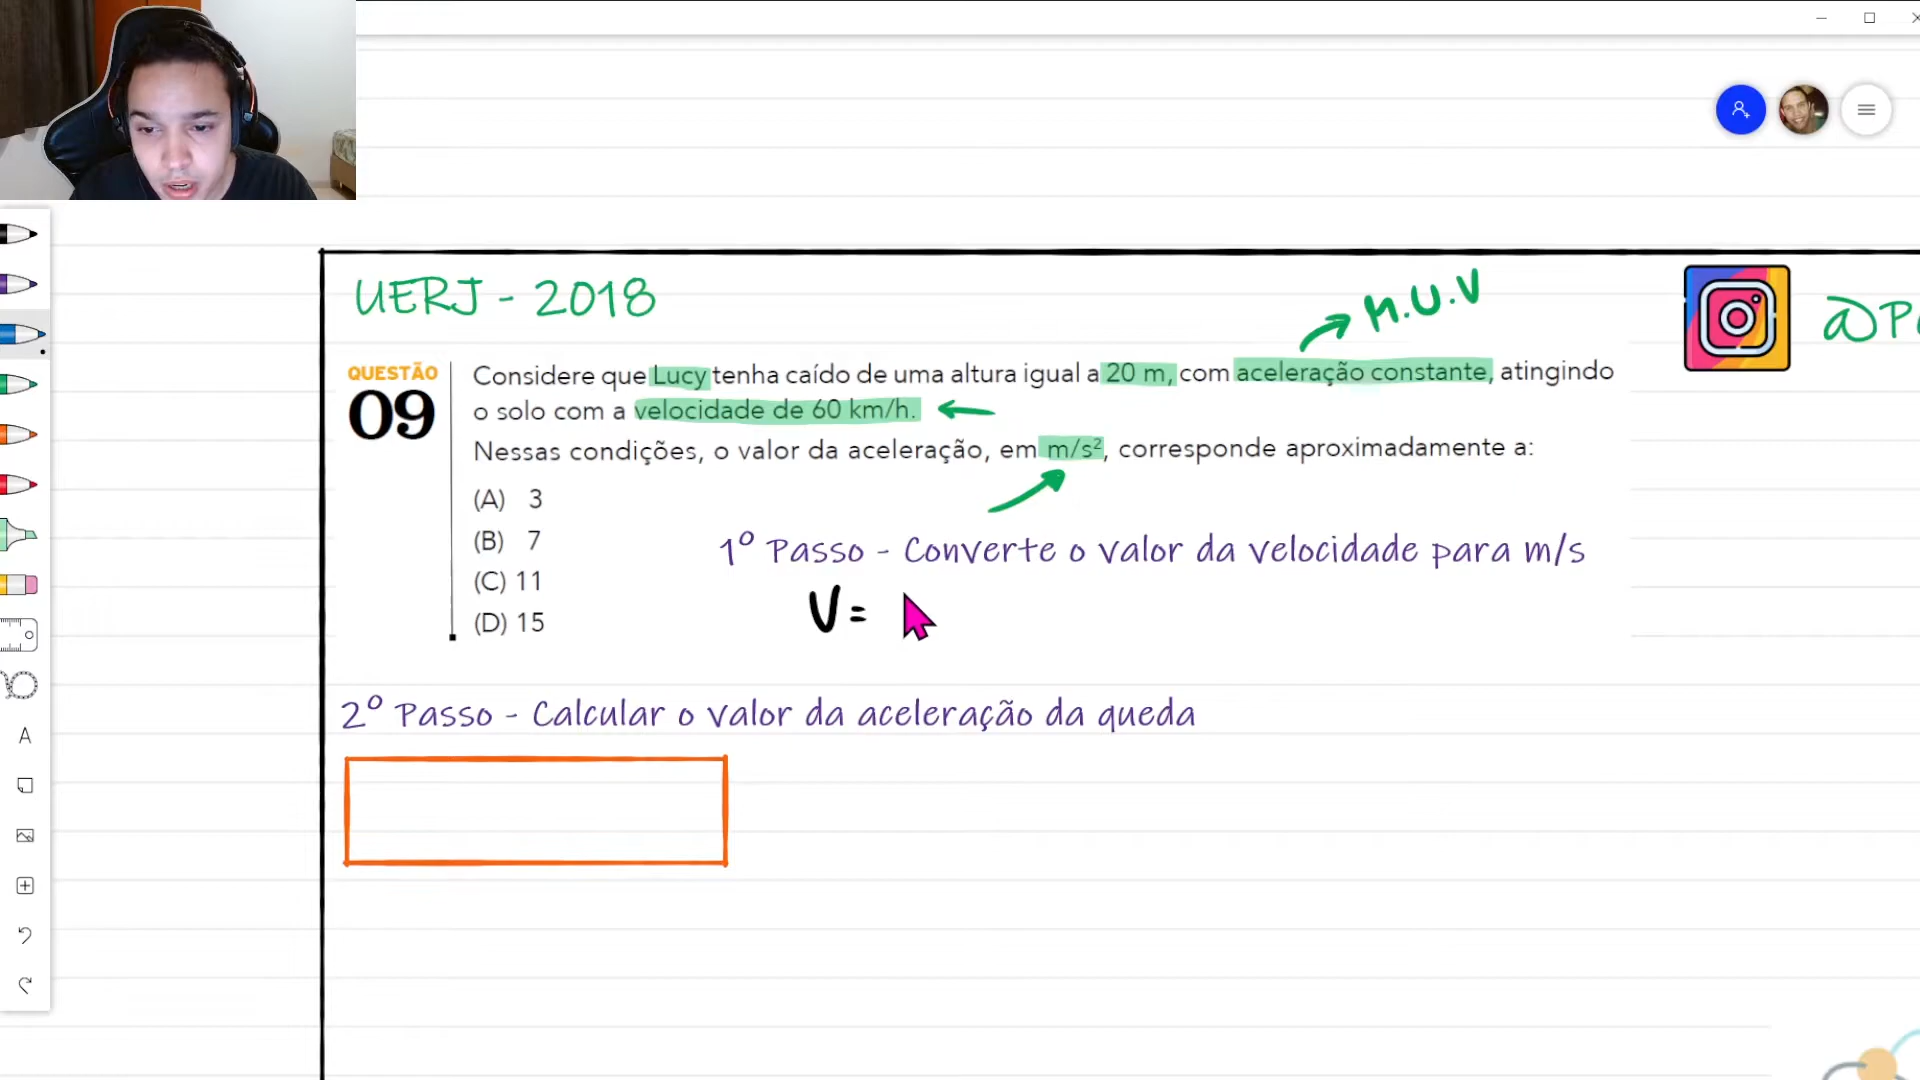 UERJ - 2018
M.U.V
QUESTÃO
09
Considere que Lucy tenha caído de uma altura igual a 20 m, com aceleração constante, atingindo
o solo com a velocidade de 60 km/h.
Nessas condições, o valor da aceleração, em m/s², corresponde aproximadamente a:
(A) 3
(B) 7
(C) 11
(D) 15
1º Passo - Converte o valor da velocidade para m/s
V =
2º Passo - Calcular o valor da aceleração da queda
A